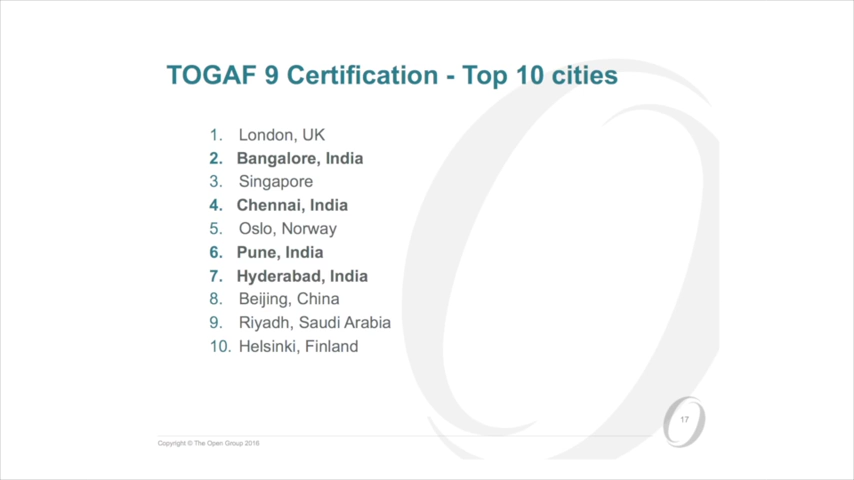 TOGAF 9 Certification - Top 10 cities
1. London, UK
2. Bangalore, India
3. Singapore
4. Chennai, India
5. Oslo, Norway
6. Pune, India
7. Hyderabad, India
8. Beijing, China
9. Riyadh, Saudi Arabia
10. Helsinki, Finland
17
Copyright © The Open Group 2016